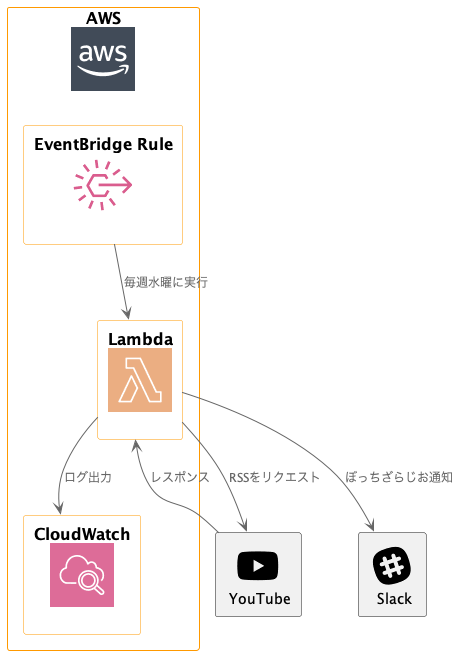 AWS
aws
EventBridge Rule
毎週水曜に実行
Lambda
ログ出力
レスポンス
RSSをリクエスト
ぼっちざらじお通知
CloudWatch
YouTube
Slack